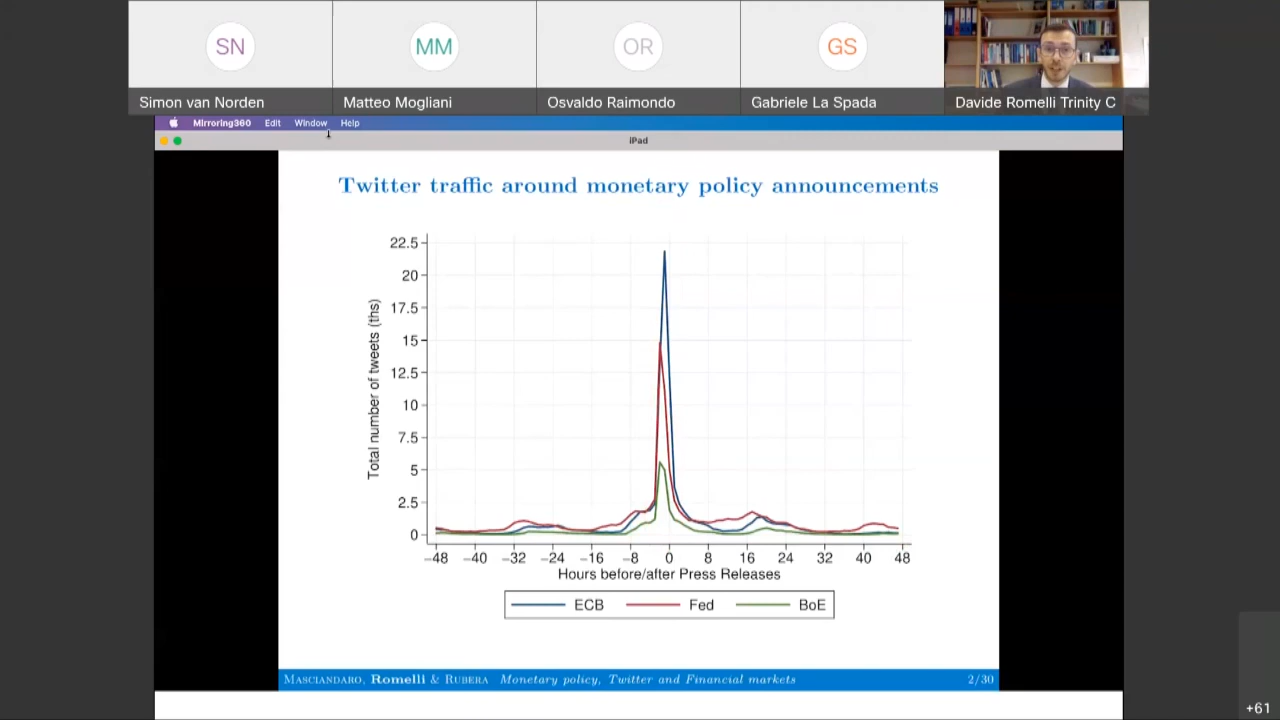 SN
MM
OR
GS
Simon van Norden
Matteo Mogliani
Osvaldo Raimondo
Gabriele La Spada
Davide Romelli Trinity C
Mirroring360 Edit Window Help
iPad
Twitter traffic around monetary policy announcements
Total number of tweets (ths)
22.5
20
17.5
15
12.5
10
7.5
5
2.5
0
−48 −40 −32 −24 −16 −8 0 8 16 24 32 40 48
Hours before/after Press Releases
ECB Fed BoE
Masciandaro, Romelli & Rubera Monetary policy, Twitter and Financial markets 2/30
+61